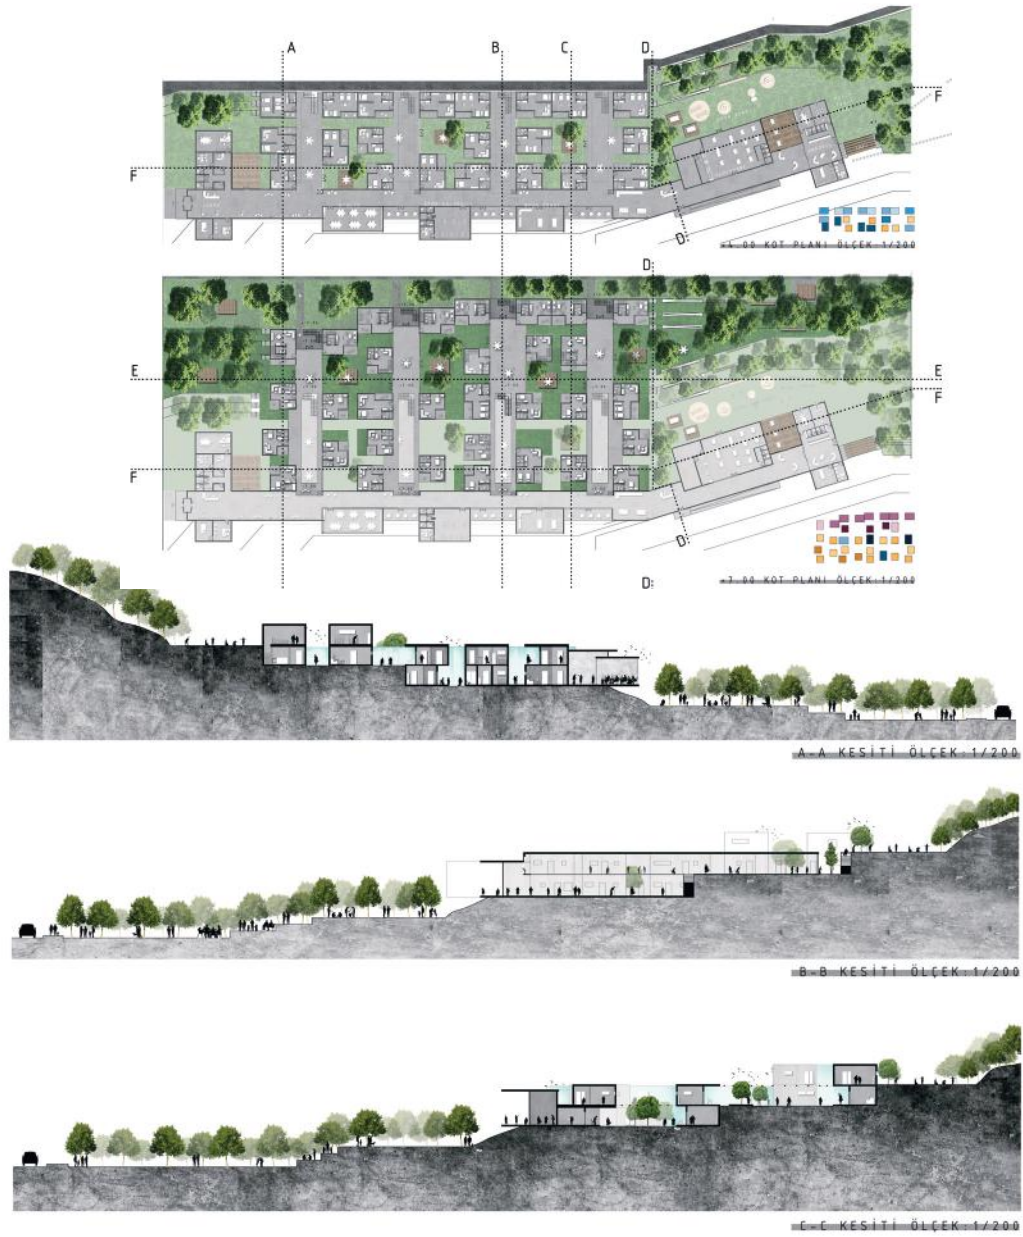 A
B
C
D
F
F
D
+4.00 KOT PLANI ÖLÇEK:1/200
D
E
E
F
F
D
D
+7.00 KOT PLANI ÖLÇEK:1/200
A-A KESİTİ ÖLÇEK:1/200
B-B KESİTİ ÖLÇEK:1/200
C-C KESİTİ ÖLÇEK:1/200